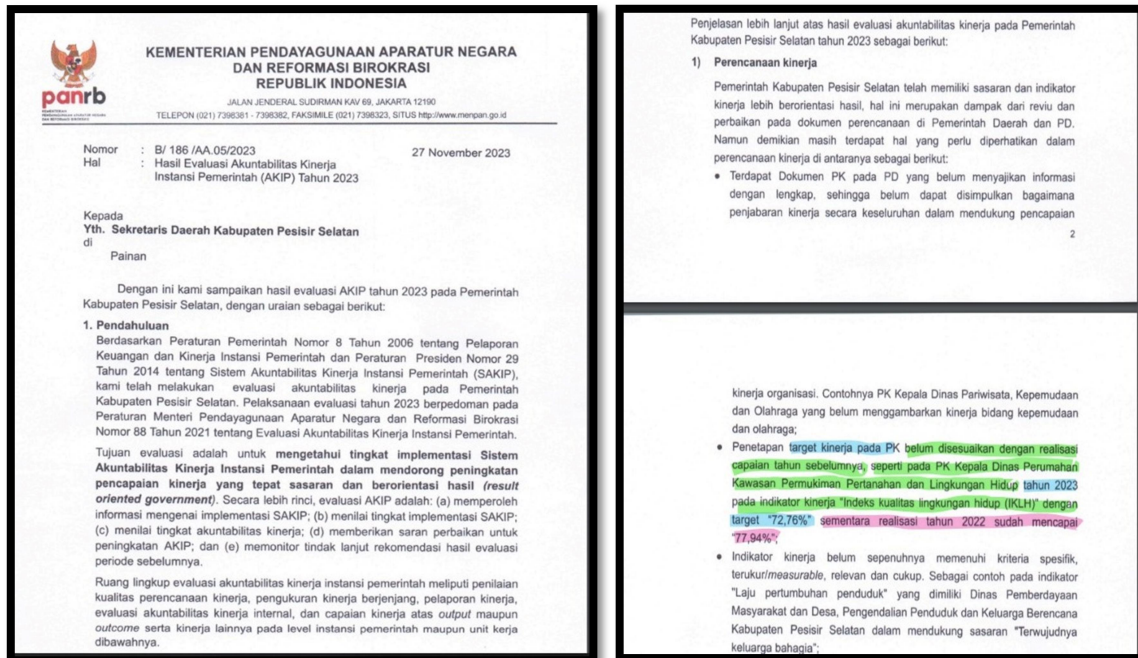 panrb
KEMENTERIAN PENDAYAGUNAAN APARATUR NEGARA
DAN REFORMASI BIROKRASI
REPUBLIK INDONESIA
JALAN JENDERAL SUDIRMAN KAV 69, JAKARTA 12190
TELEPON (021) 7398381 - 7398382, FAKSIMILE (021) 7398323, SITUS http://www.menpan.go.id
Nomor : B/ 186 /AA.05/2023 27 November 2023
Hal : Hasil Evaluasi Akuntabilitas Kinerja
Instansi Pemerintah (AKIP) Tahun 2023
Kepada
Yth. Sekretaris Daerah Kabupaten Pesisir Selatan
di
Painan
Dengan ini kami sampaikan hasil evaluasi AKIP tahun 2023 pada Pemerintah
Kabupaten Pesisir Selatan, dengan uraian sebagai berikut:
1. Pendahuluan
Berdasarkan Peraturan Pemerintah Nomor 8 Tahun 2006 tentang Pelaporan
Keuangan dan Kinerja Instansi Pemerintah dan Peraturan Presiden Nomor 29
Tahun 2014 tentang Sistem Akuntabilitas Kinerja Instansi Pemerintah (SAKIP),
kami telah melakukan evaluasi akuntabilitas kinerja pada Pemerintah
Kabupaten Pesisir Selatan. Pelaksanaan evaluasi tahun 2023 berpedoman pada
Peraturan Menteri Pendayagunaan Aparatur Negara dan Reformasi Birokrasi
Nomor 88 Tahun 2021 tentang Evaluasi Akuntabilitas Kinerja Instansi Pemerintah.
Tujuan evaluasi adalah untuk mengetahui tingkat implementasi Sistem
Akuntabilitas Kinerja Instansi Pemerintah dalam mendorong peningkatan
pencapaian kinerja yang tepat sasaran dan berorientasi hasil (result
oriented government). Secara lebih rinci, evaluasi AKIP adalah: (a) memperoleh
informasi mengenai implementasi SAKIP; (b) menilai tingkat implementasi SAKIP;
(c) menilai tingkat akuntabilitas kinerja; (d) memberikan saran perbaikan untuk
peningkatan AKIP; dan (e) memonitor tindak lanjut rekomendasi hasil evaluasi
periode sebelumnya.
Ruang lingkup evaluasi akuntabilitas kinerja instansi pemerintah meliputi penilaian
kualitas perencanaan kinerja, pengukuran kinerja berjenjang, pelaporan kinerja,
evaluasi akuntabilitas kinerja internal, dan capaian kinerja atas output maupun
outcome serta kinerja lainnya pada level instansi pemerintah maupun unit kerja
dibawahnya.
Penjelasan lebih lanjut atas hasil evaluasi akuntabilitas kinerja pada Pemerintah
Kabupaten Pesisir Selatan tahun 2023 sebagai berikut:
1) Perencanaan kinerja
Pemerintah Kabupaten Pesisir Selatan telah memiliki sasaran dan indikator
kinerja lebih berorientasi hasil, hal ini merupakan dampak dari reviu dan
perbaikan pada dokumen perencanaan di Pemerintah Daerah dan PD.
Namun demikian masih terdapat hal yang perlu diperhatikan dalam
perencanaan kinerja di antaranya sebagai berikut:
• Terdapat Dokumen PK pada PD yang belum menyajikan informasi
dengan lengkap, sehingga belum dapat disimpulkan bagaimana
penjabaran kinerja secara keseluruhan dalam mendukung pencapaian
2
kinerja organisasi. Contohnya PK Kepala Dinas Pariwisata, Kepemudaan
dan Olahraga yang belum menggambarkan kinerja bidang kepemudaan
dan olahraga;
• Penetapan target kinerja pada PK belum disesuaikan dengan realisasi
capaian tahun sebelumnya, seperti pada PK Kepala Dinas Perumahan
Kawasan Permukiman Pertanahan dan Lingkungan Hidup tahun 2023
pada indikator kinerja "Indeks kualitas lingkungan hidup (IKLH)" dengan
target "72,76%" sementara realisasi tahun 2022 sudah mencapai
"77,94%";
• Indikator kinerja belum sepenuhnya memenuhi kriteria spesifik,
terukur/measurable, relevan dan cukup. Sebagai contoh pada indikator
"Laju pertumbuhan penduduk" yang dimiliki Dinas Pemberdayaan
Masyarakat dan Desa, Pengendalian Penduduk dan Keluarga Berencana
Kabupaten Pesisir Selatan dalam mendukung sasaran "Terwujudnya
keluarga bahagia";